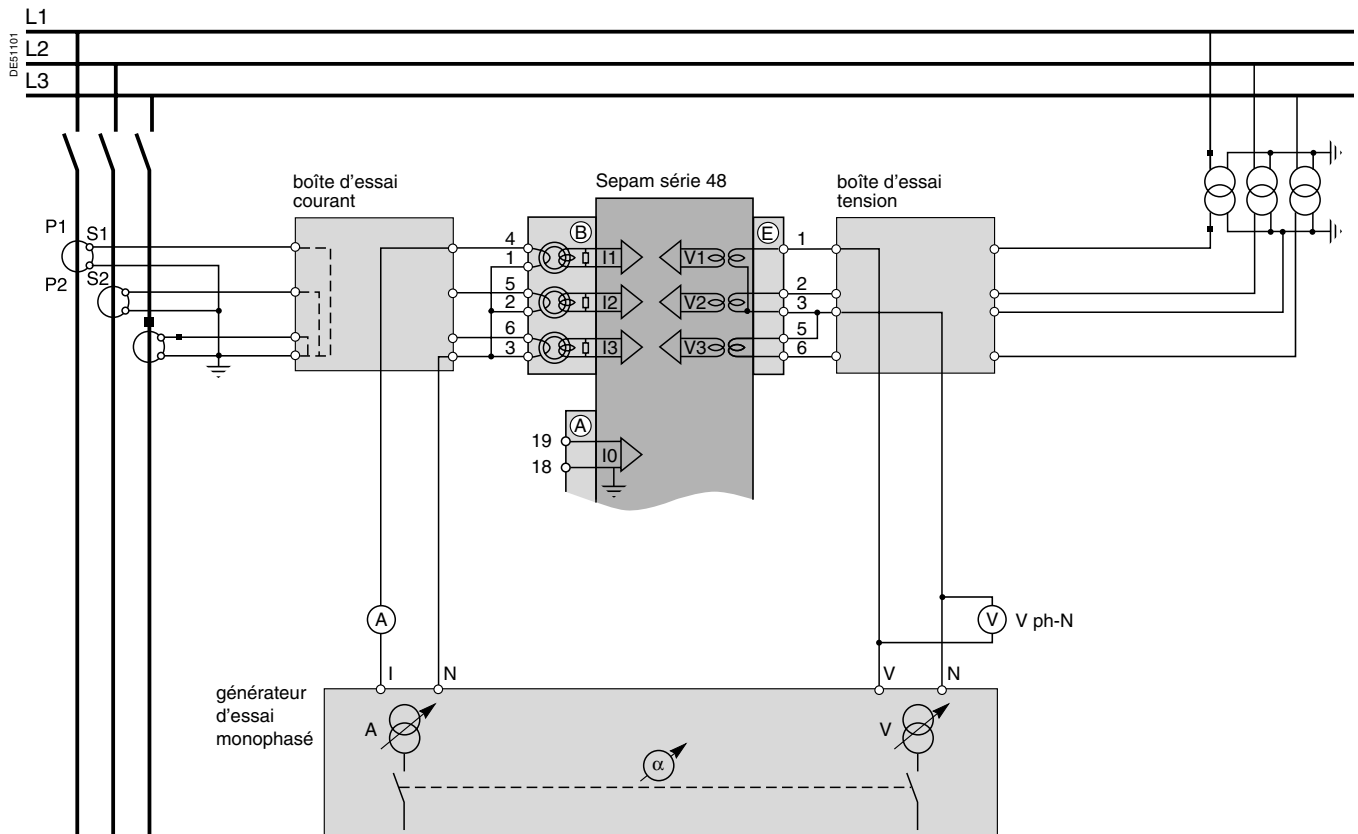 L1
DE51101
L2
L3
boîte d'essai
courant
Sepam série 48
boîte d'essai
tension
P1
S1
P2
S2
4
B
E
1
1
I1
V1
5
2
2
I2
V2
3
6
5
3
I3
V3
6
A
19
I0
18
A
V
V ph-N
I
N
V
N
générateur
d'essai
monophasé
A
V
α